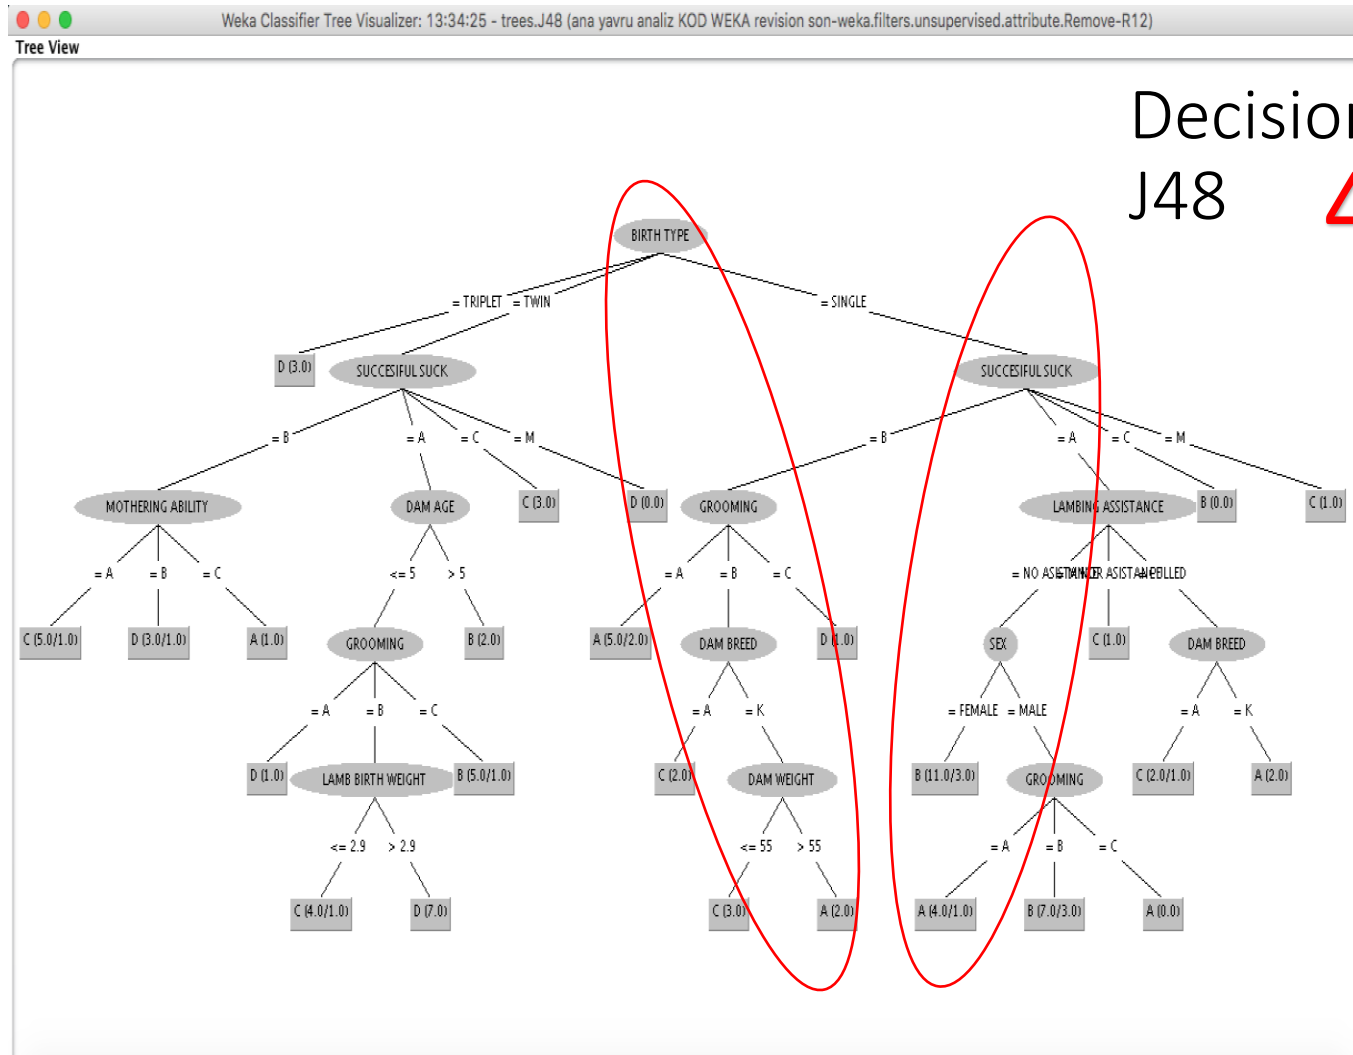 Weka Classifier Tree Visualizer: 13:34:25 - trees.J48 (ana yavru analiz KOD WEKA revision son-weka.filters.unsupervised.attribute.Remove-R12)
Tree View
Decision
J48
BIRTH TYPE
= TRIPLET = TWIN = SINGLE
D (3.0) SUCCESIFUL SUCK SUCCESIFUL SUCK
= B = A = C = M = B = A = C = M
MOTHERING ABILITY DAM AGE C (3.0) D (0.0) GROOMING LAMBING ASSISTANCE B (0.0) C (1.0)
= A = B = C <= 5 > 5 = A = B = C = NO ASISTANCE
C (5.0/1.0) D (3.0/1.0) A (1.0) GROOMING B (2.0) A (5.0/2.0) DAM BREED D (1.0) SEX C (1.0) DAM BREED
= A = B = C = A = K = FEMALE = MALE = A = K
D (1.0) LAMB BIRTH WEIGHT B (5.0/1.0) C (2.0) DAM WEIGHT B (11.0/3.0) GROOMING C (2.0/1.0) A (2.0)
<= 2.9 > 2.9 <= 55 > 55 = A = B = C
C (4.0/1.0) D (7.0) C (3.0) A (2.0) A (4.0/1.0) B (7.0/3.0) A (0.0)